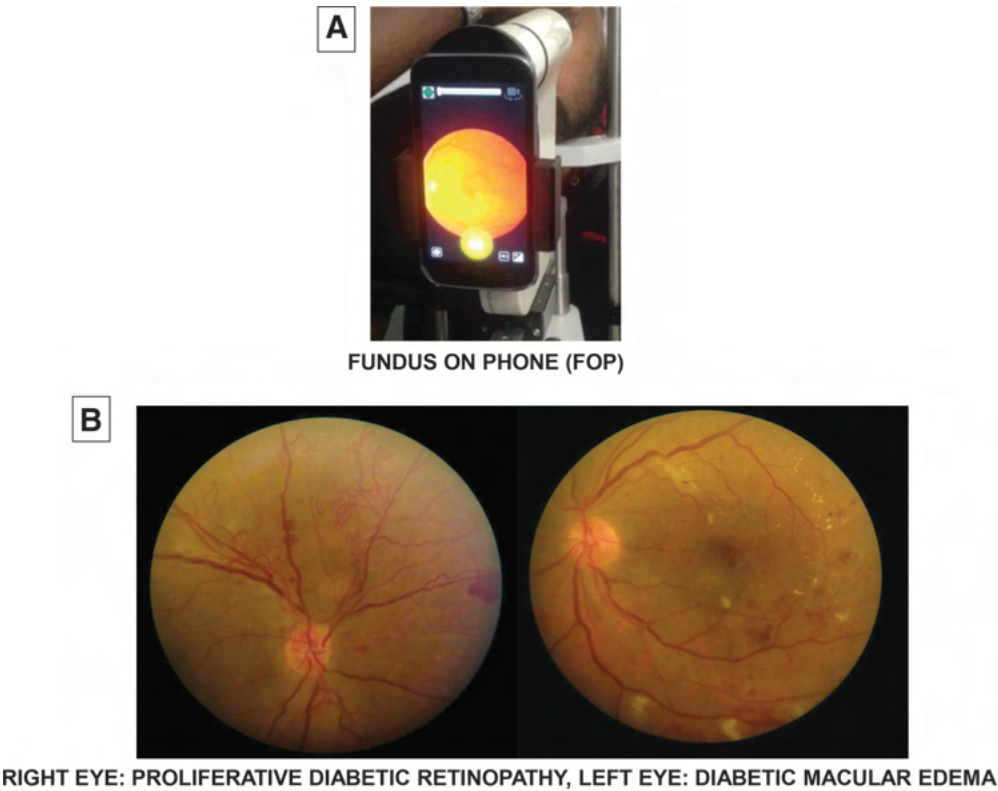 A
FUNDUS ON PHONE (FOP)
B
RIGHT EYE: PROLIFERATIVE DIABETIC RETINOPATHY, LEFT EYE: DIABETIC MACULAR EDEMA